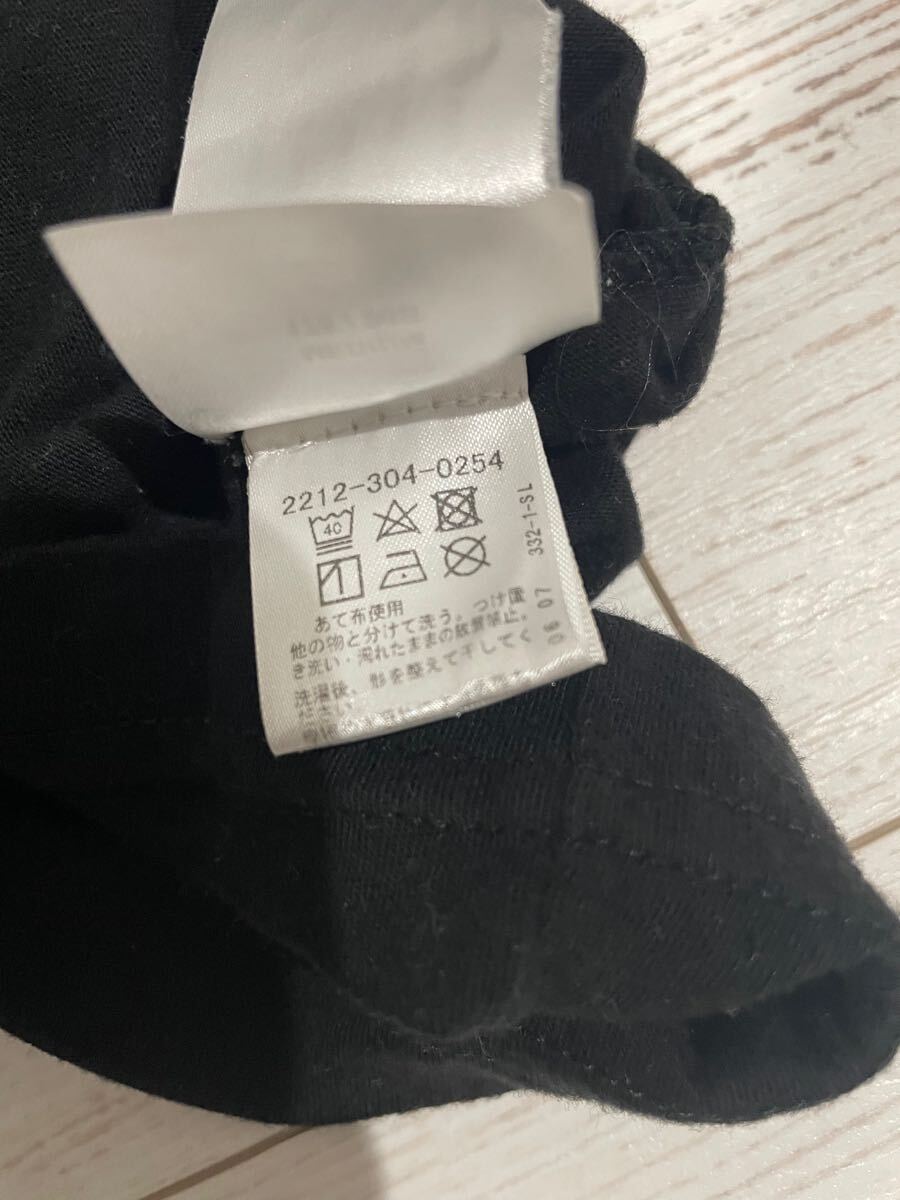 2212-304-0254
40
332-1-SL
あて布使用
他の物と分けて洗う。つけ置
き洗い・濡れたままの放置禁止。
洗濯後、形を整えて干してく
ださい。
06 07